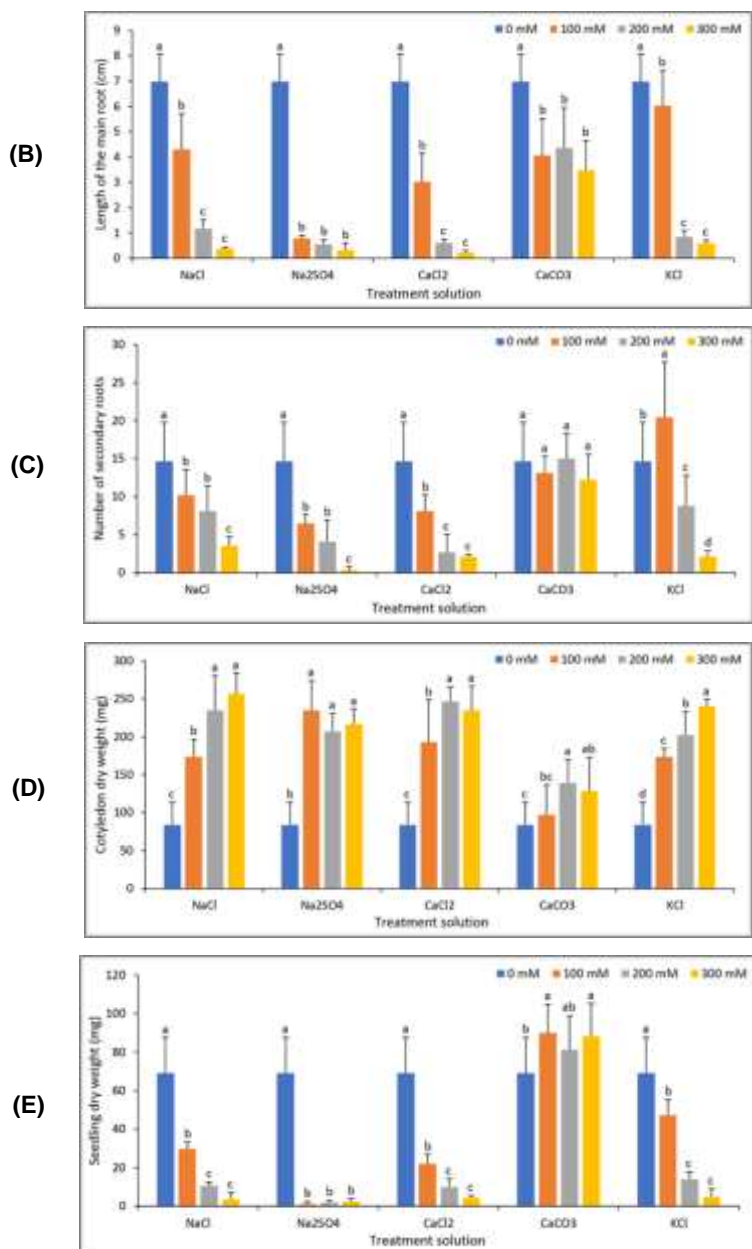 (B)
0 mM 100 mM 200 mM 300 mM
Length of the main root (cm)
9
8
7
6
5
4
3
2
1
0
a b c c
a b b b
a b c c
a b b b
a b c c
NaCl Na2SO4 CaCl2 CaCO3 KCl
Treatment solution
(C)
0 mM 100 mM 200 mM 300 mM
Number of secondary roots
30
25
20
15
10
5
0
a b b c
a b b c
a b c c
a a a a
b a c d
NaCl Na2SO4 CaCl2 CaCO3 KCl
Treatment solution
(D)
0 mM 100 mM 200 mM 300 mM
Cotyledon dry weight (mg)
300
250
200
150
100
50
0
c b a a
b a a a
c b a a
c bc a ab
d c b a
NaCl Na2SO4 CaCl2 CaCO3 KCl
Treatment solution
(E)
0 mM 100 mM 200 mM 300 mM
Seedling dry weight (mg)
120
100
80
60
40
20
0
a b c c
a b b b
a b c c
b a ab a
a b c c
NaCl Na2SO4 CaCl2 CaCO3 KCl
Treatment solution